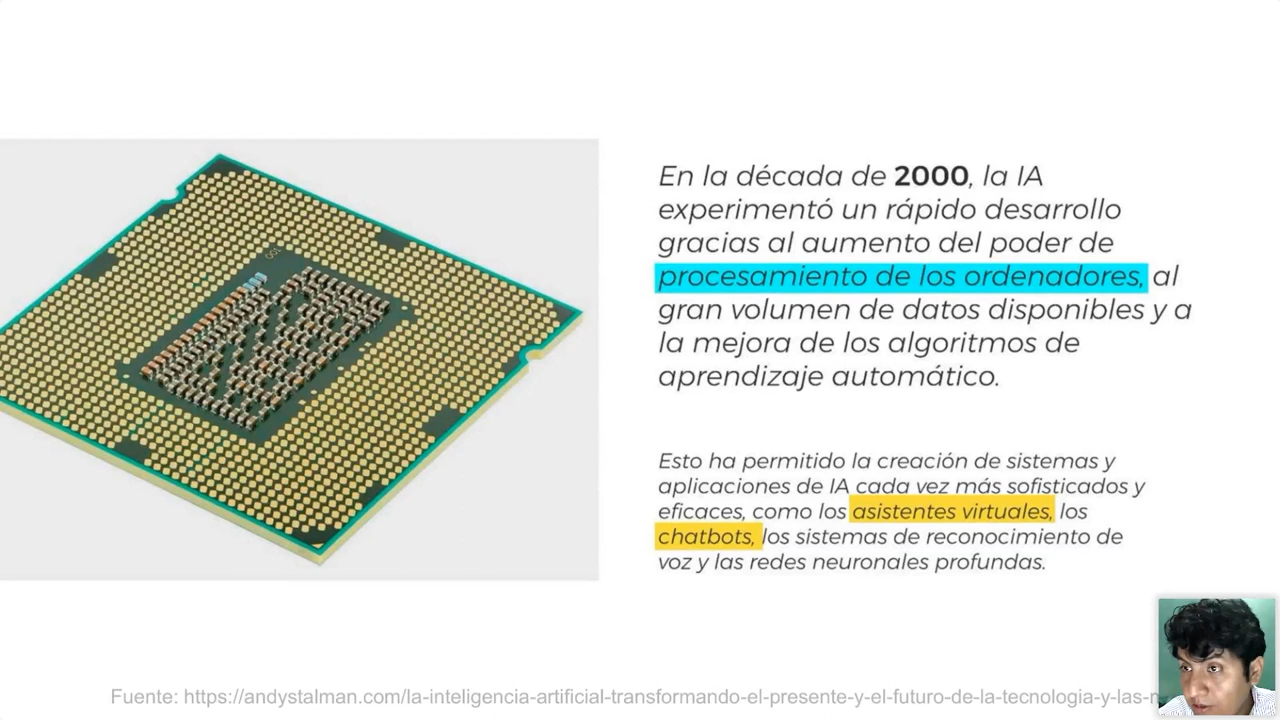 En la década de 2000, la IA
experimentó un rápido desarrollo
gracias al aumento del poder de
procesamiento de los ordenadores, al
gran volumen de datos disponibles y a
la mejora de los algoritmos de
aprendizaje automático.
Esto ha permitido la creación de sistemas y
aplicaciones de IA cada vez más sofisticados y
eficaces, como los asistentes virtuales, los
chatbots, los sistemas de reconocimiento de
voz y las redes neuronales profundas.
Fuente: https://andystalman.com/la-inteligencia-artificial-transformando-el-presente-y-el-futuro-de-la-tecnologia-y-las-